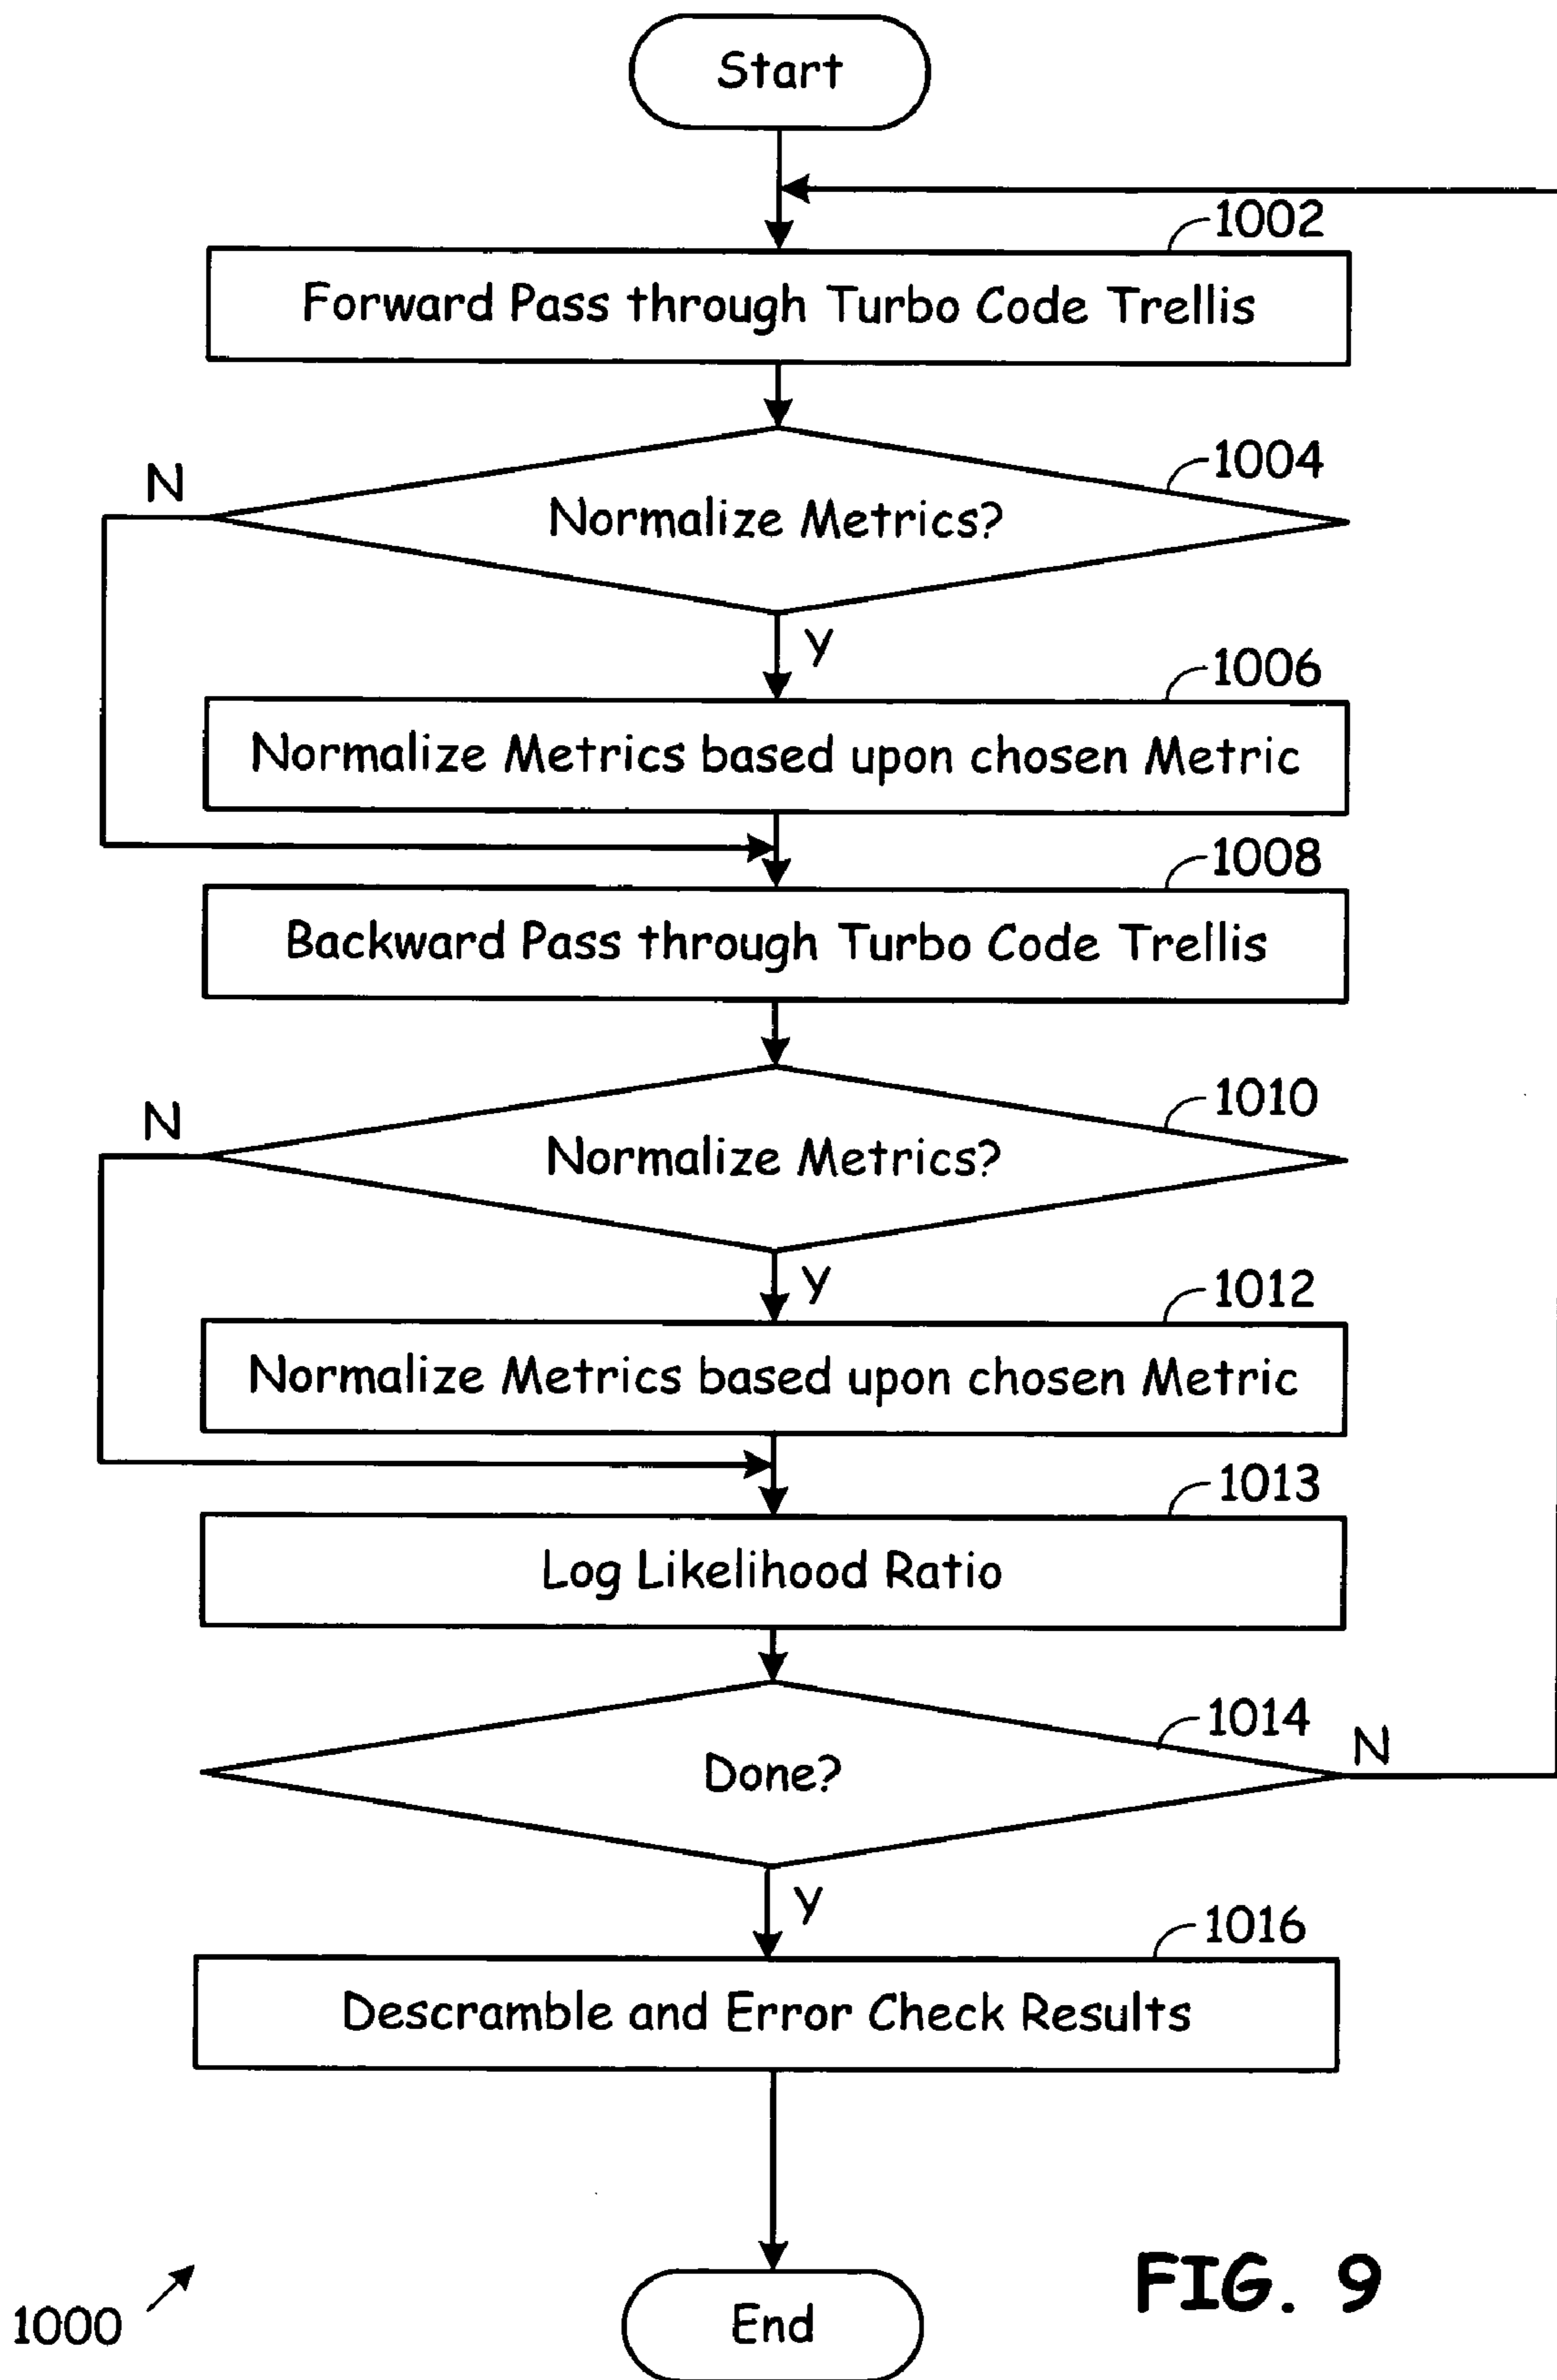 Start
1002
Forward Pass through Turbo Code Trellis
1004
N
Normalize Metrics?
y
1006
Normalize Metrics based upon chosen Metric
1008
Backward Pass through Turbo Code Trellis
1010
N
Normalize Metrics?
y
1012
Normalize Metrics based upon chosen Metric
1013
Log Likelihood Ratio
1014
N
Done?
y
1016
Descramble and Error Check Results
1000
End
FIG. 9